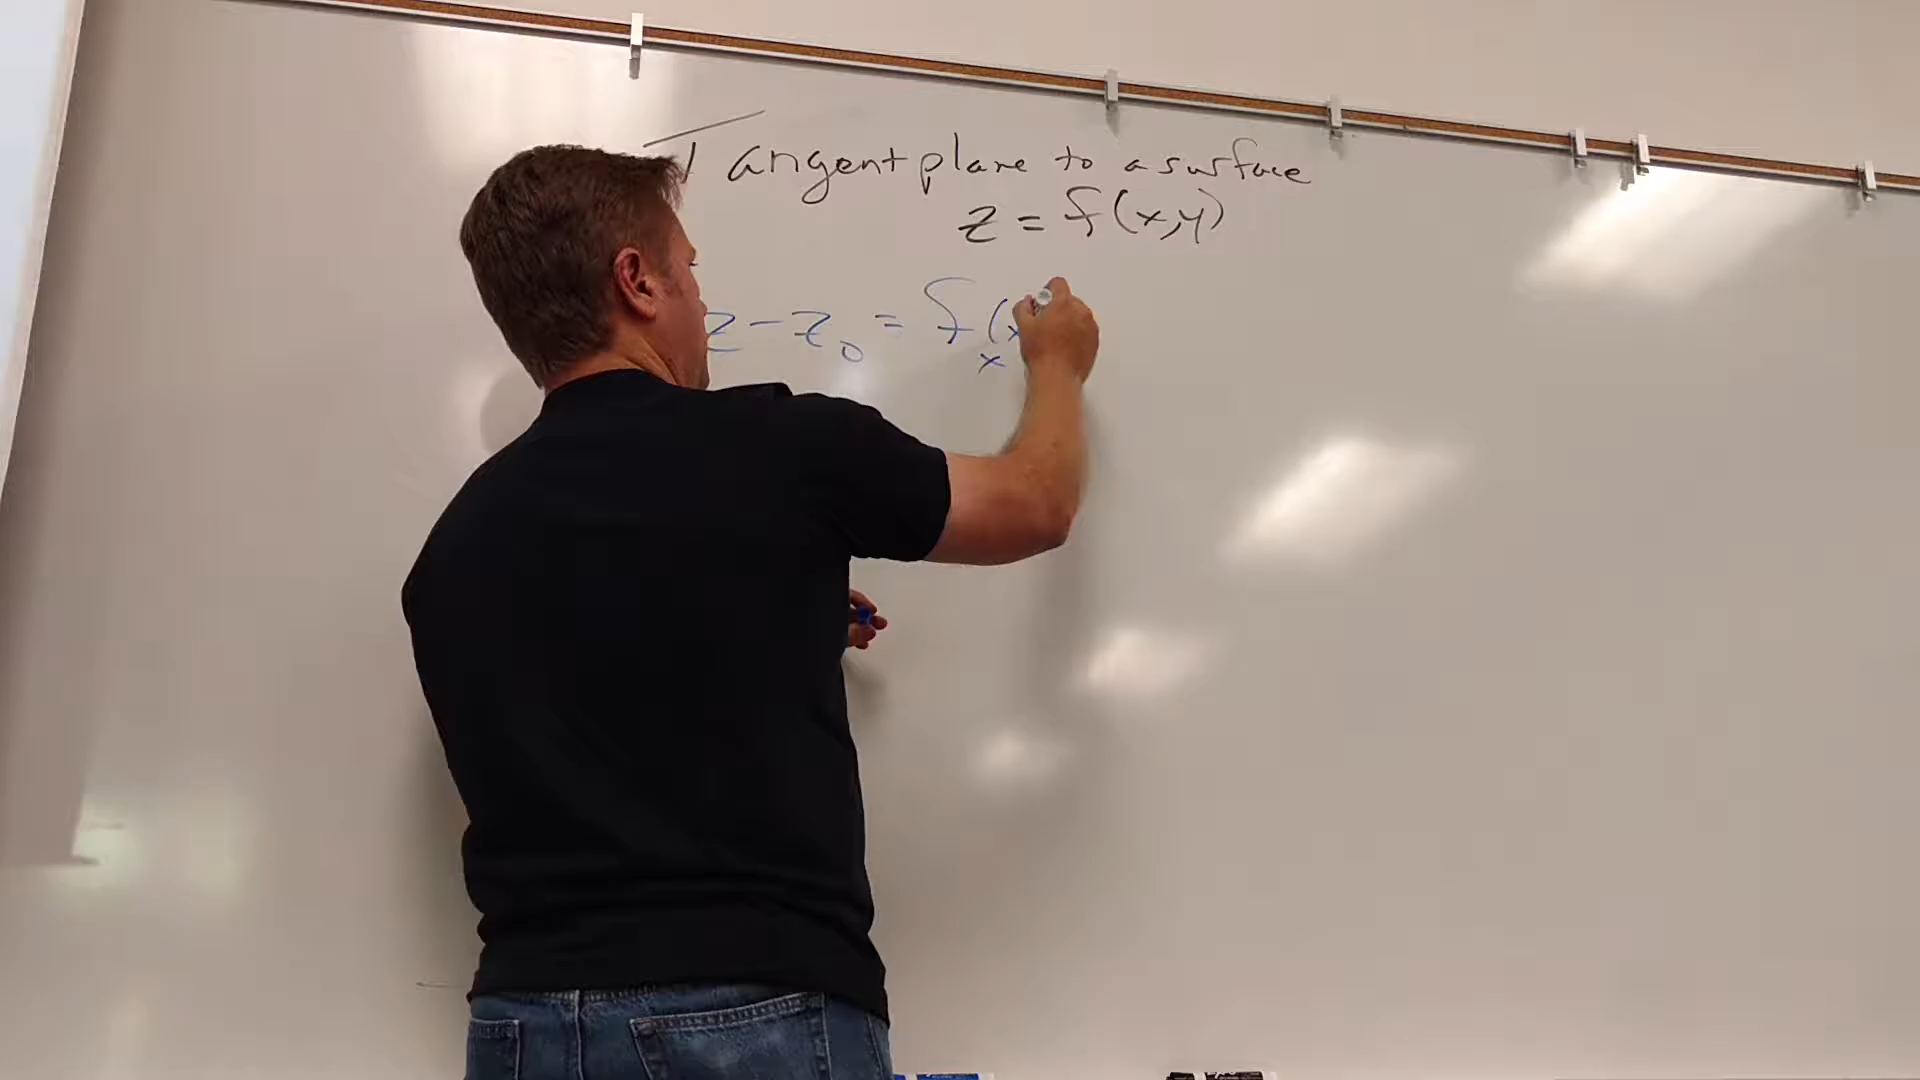 Tangent plane to a surface
z = f(x,y)
z - z₀ = fₓ(x